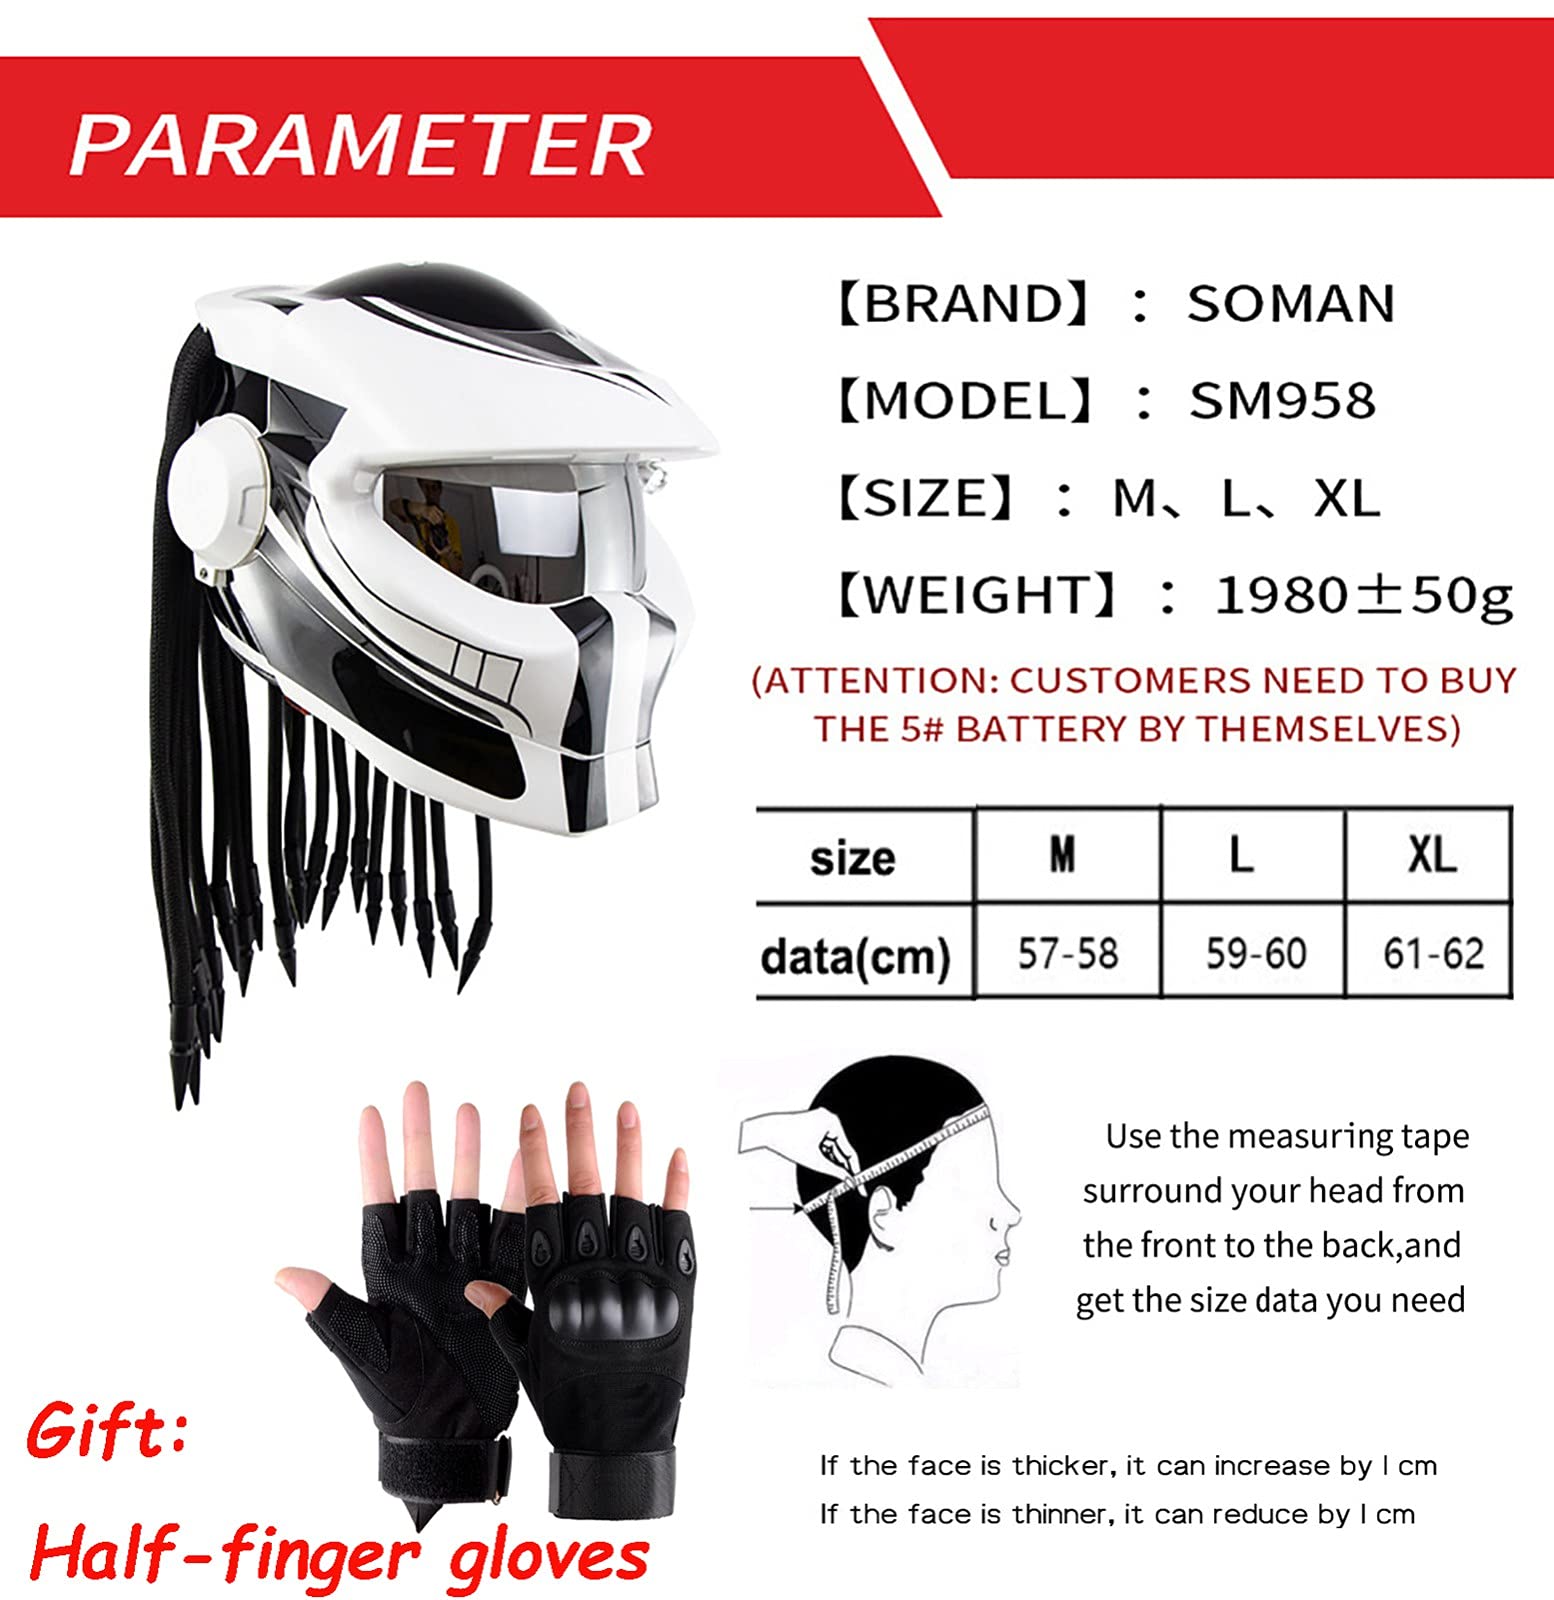 PARAMETER
【BRAND】：SOMAN
【MODEL】：SM958
【SIZE】：M、L、XL
【WEIGHT】：1980±50g
(ATTENTION: CUSTOMERS NEED TO BUY
THE 5# BATTERY BY THEMSELVES)
size M L XL
data(cm) 57-58 59-60 61-62
Use the measuring tape
surround your head from
the front to the back,and
get the size data you need
Gift:
Half-finger gloves
If the face is thicker, it can increase by 1 cm
If the face is thinner, it can reduce by 1 cm